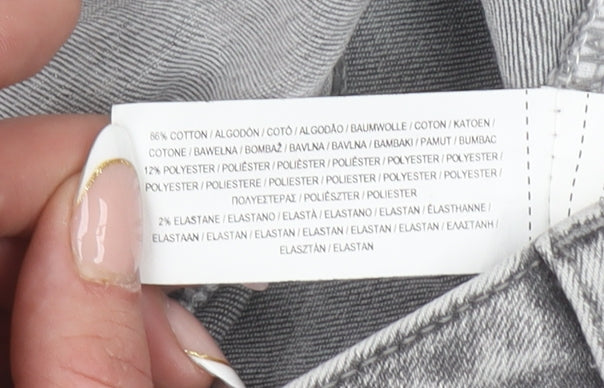 86% COTTON / ALGODÓN / COTÓ / ALGODÃO / BAUMWOLLE / COTON / KATOEN /
COTONE / BAWEŁNA / BOMBAŽ / BAVLNA / BAVLNA / BAMBAKI / PAMUT / BUMBAC
12% POLYESTER / POLIÉSTER / POLIÈSTER / POLIÉSTER / POLYESTER / POLYESTER /
POLYESTER / POLIESTERE / POLIESTER / POLIESTER / POLYESTER / POLYESTER /
ΠΟΛΥΕΣΤΕΡΑΣ / POLIÉSZTER / POLIESTER
2% ELASTANE / ELASTANO / ELASTÀ / ELASTANO / ELASTAN / ÉLASTHANNE /
ELASTAAN / ELASTAN / ELASTAN / ELASTAN / ELASTAN / ELASTAN / ΕΛΑΣΤΑΝΗ /
ELASZTÁN / ELASTAN